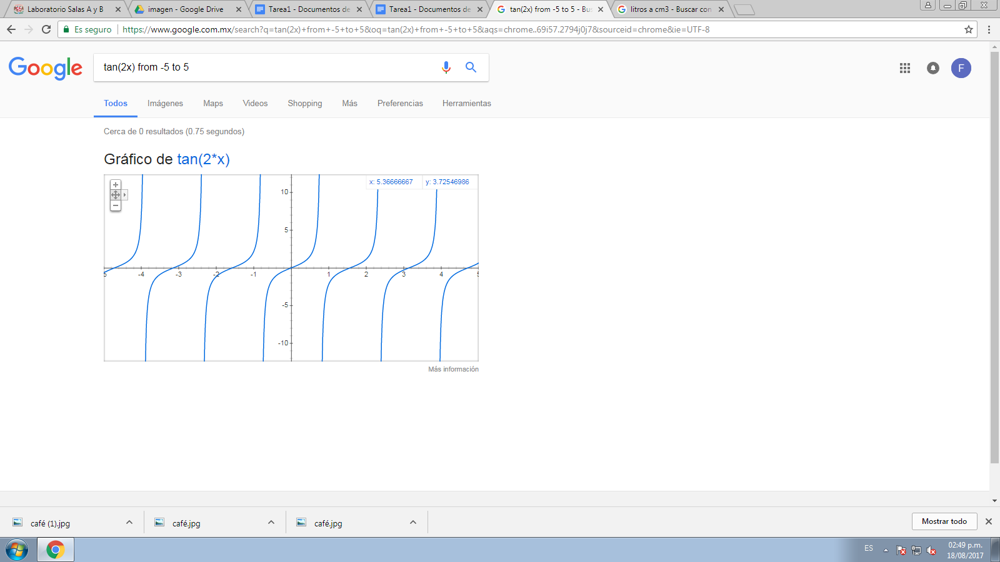 Laboratorio Salas A y B
imagen - Google Drive
Tarea1 - Documentos de
Tarea1 - Documentos de
tan(2x) from -5 to 5 - Bus
litros a cm3 - Buscar con
Es seguro
https://www.google.com.mx/search?q=tan(2x)+from+-5+to+5&oq=tan(2x)+from+-5+to+5&aqs=chrome..69i57.2794j0j7&sourceid=chrome&ie=UTF-8
Google
tan(2x) from -5 to 5
F
Todos Imágenes Maps Videos Shopping Más Preferencias Herramientas
Cerca de 0 resultados (0.75 segundos)
Gráfico de tan(2*x)
x: 5.36666667 y: 3.72546986
10
5
5 -4 -3 -2 -1 1 2 3 4 5
-5
-10
Más información
café (1).jpg
café.jpg
café.jpg
Mostrar todo
ES
02:49 p.m.
18/08/2017